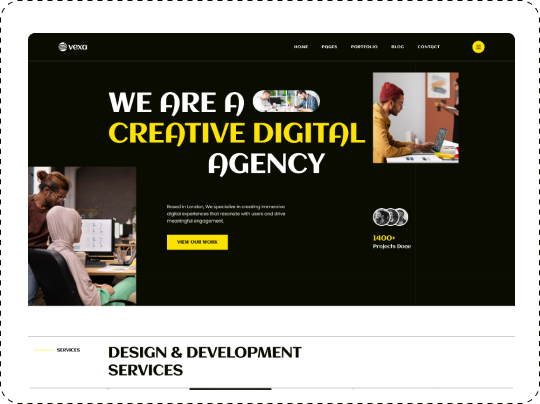 vexa
HOME PAGES PORTFOLIO BLOG CONTACT
WE ARE A
CREATIVE DIGITAL
AGENCY
Based in London, We specialize in creating immersive
digital experiences that resonate with users and drive
meaningful engagement.
VIEW OUR WORK
1400+
Projects Done
SERVICES
DESIGN & DEVELOPMENT
SERVICES